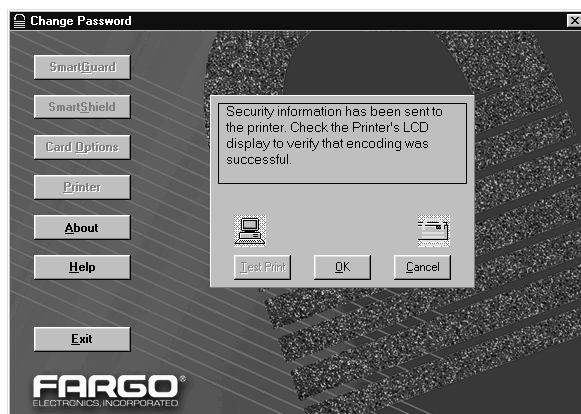 Change Password
SmartGuard
SmartShield
Card Options
Printer
About
Help
Exit
Security information has been sent to
the printer. Check the Printer's LCD
display to verify that encoding was
successful.
Test Print
OK
Cancel
FARGO®
ELECTRONICS, INCORPORATED